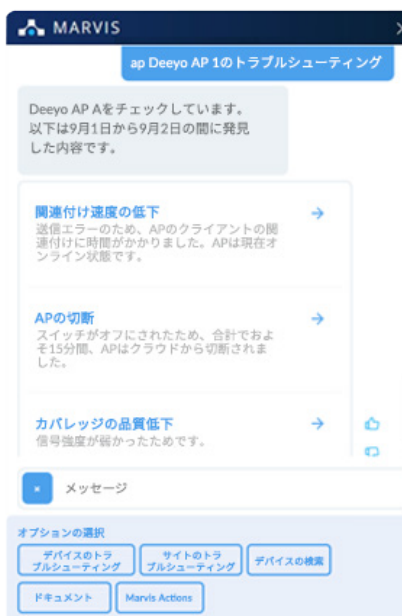 MARVIS
ap Deeyo AP 1のトラブルシューティング
Deeyo AP Aをチェックしています。
以下は9月1日から9月2日の間に発見
した内容です。
関連付け速度の低下
送信エラーのため、APのクライアントの関
連付けに時間がかかりました。APは現在オ
ンライン状態です。
APの切断
スイッチがオフにされたため、合計でおよ
そ15分間、APはクラウドから切断されま
した。
カバレッジの品質低下
信号強度が弱かったためです。
メッセージ
オプションの選択
デバイスのトラ
ブルシューティング
サイトのトラ
ブルシューティング
デバイスの検索
ドキュメント
Marvis Actions